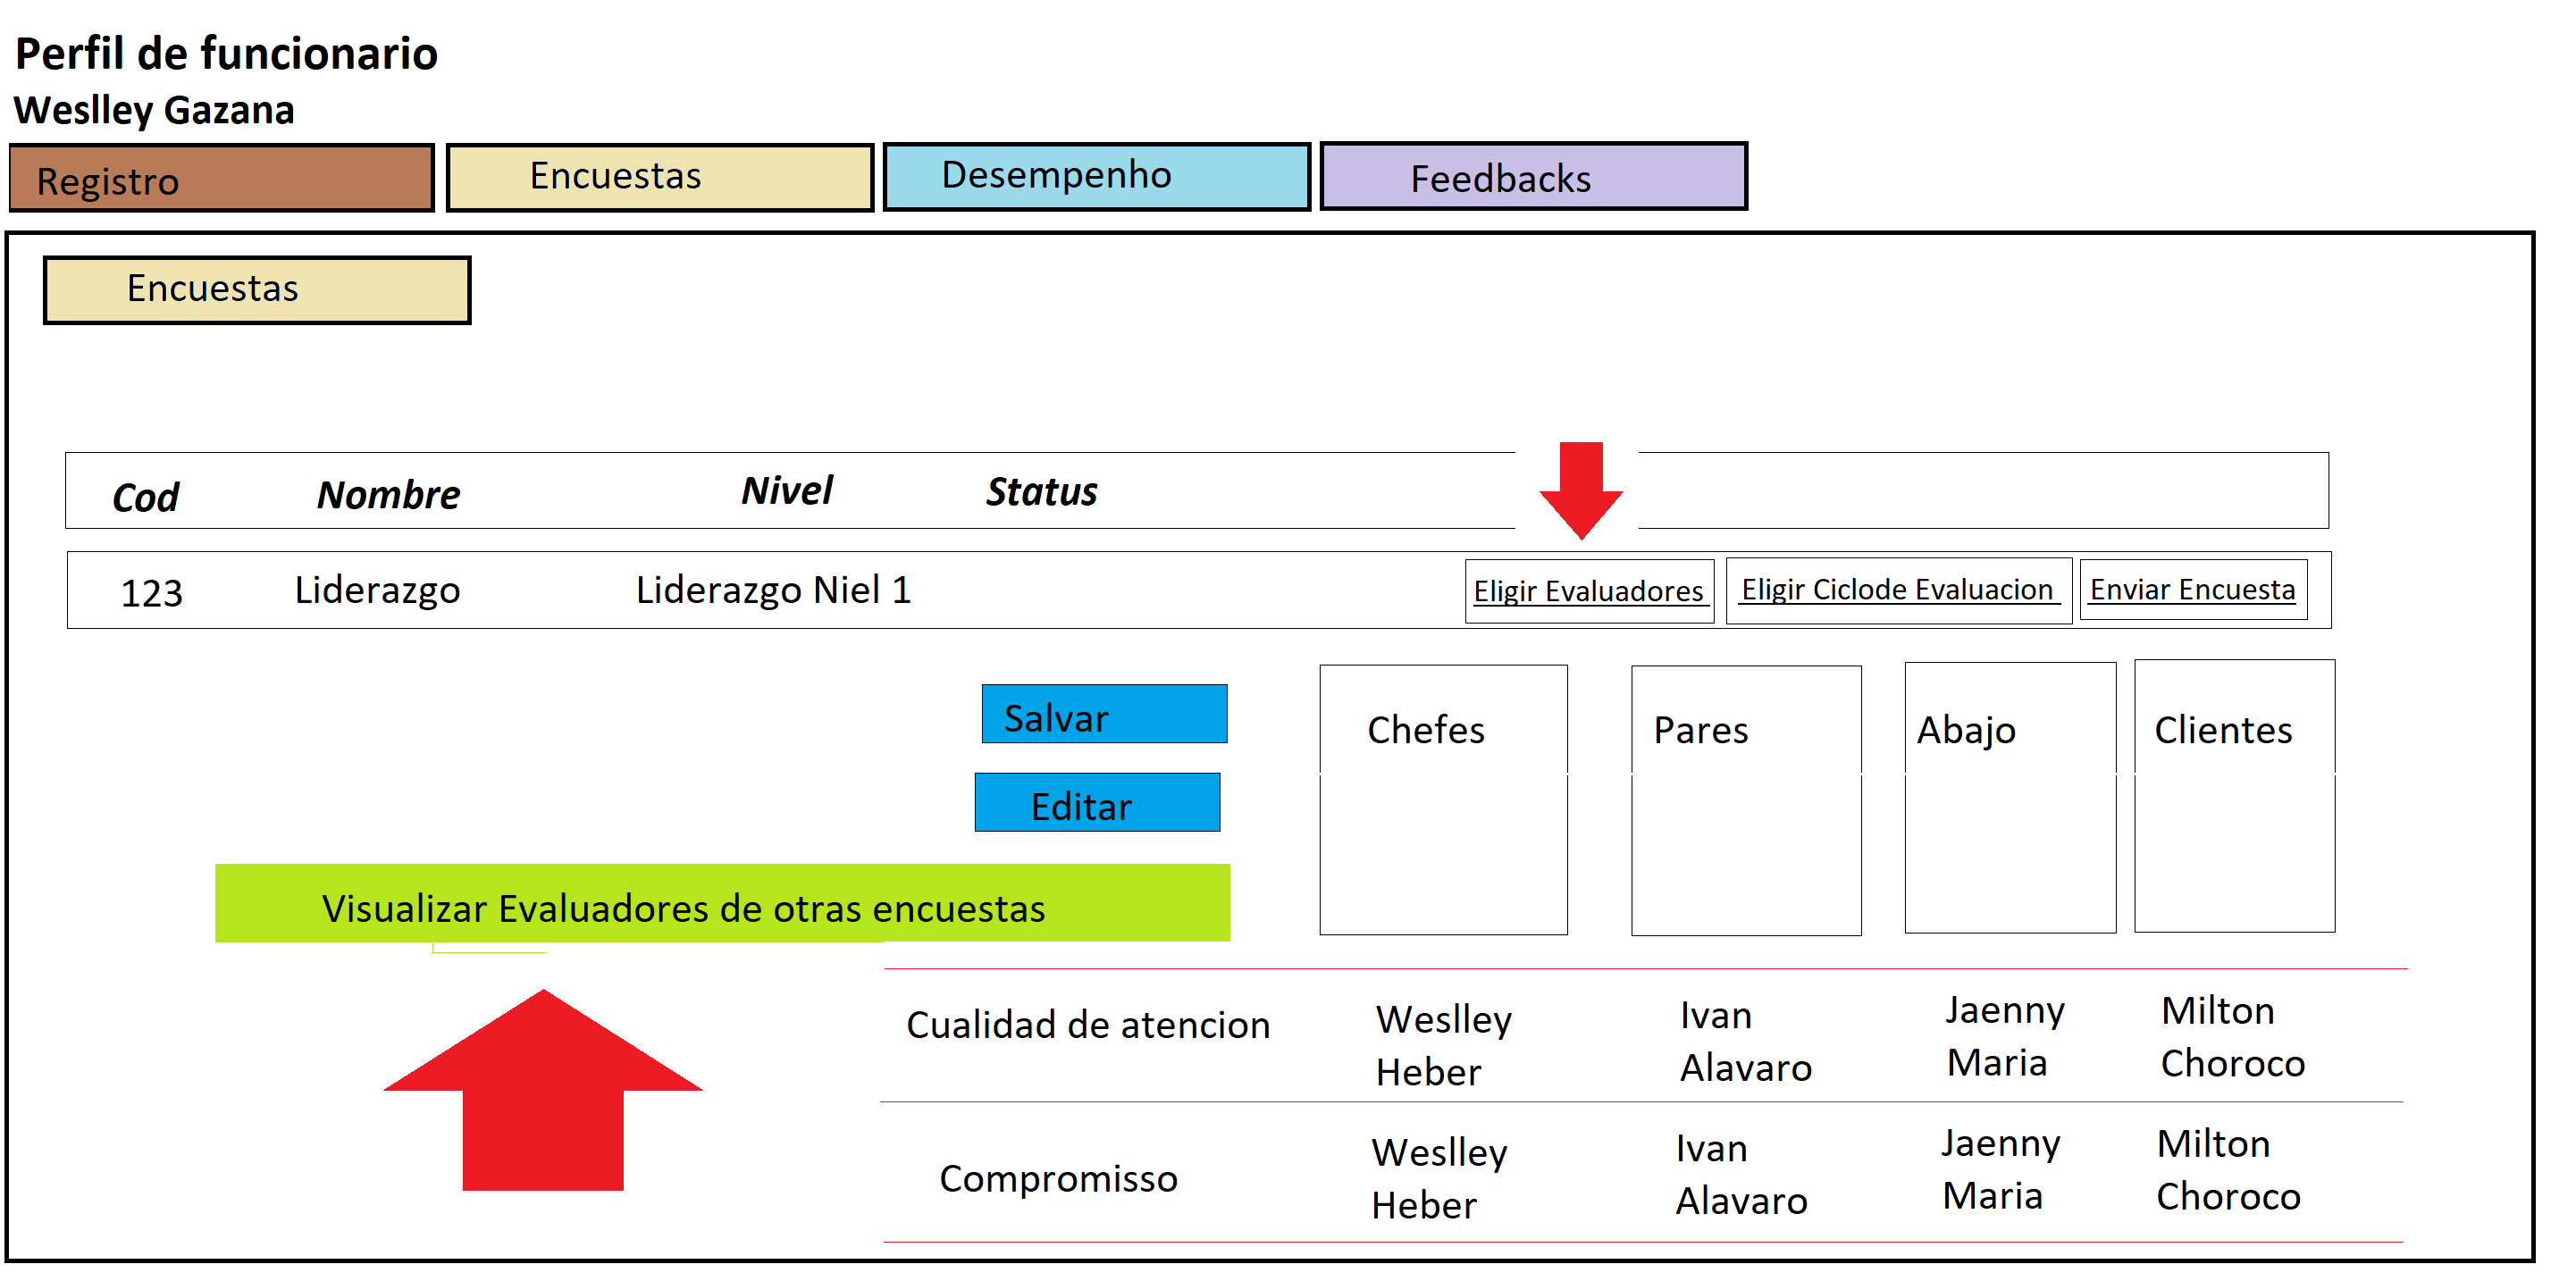 Perfil de funcionario
Weslley Gazana
Registro
Encuestas
Desempenho
Feedbacks
Encuestas
Cod Nombre Nivel Status
123 Liderazgo Liderazgo Niel 1 Eligir Evaluadores Eligir Ciclode Evaluacion Enviar Encuesta
Salvar
Editar
Chefes Pares Abajo Clientes
Visualizar Evaluadores de otras encuestas
Cualidad de atencion
Weslley Ivan Jaenny Milton
Heber Alavaro Maria Choroco
Compromisso
Weslley Ivan Jaenny Milton
Heber Alavaro Maria Choroco